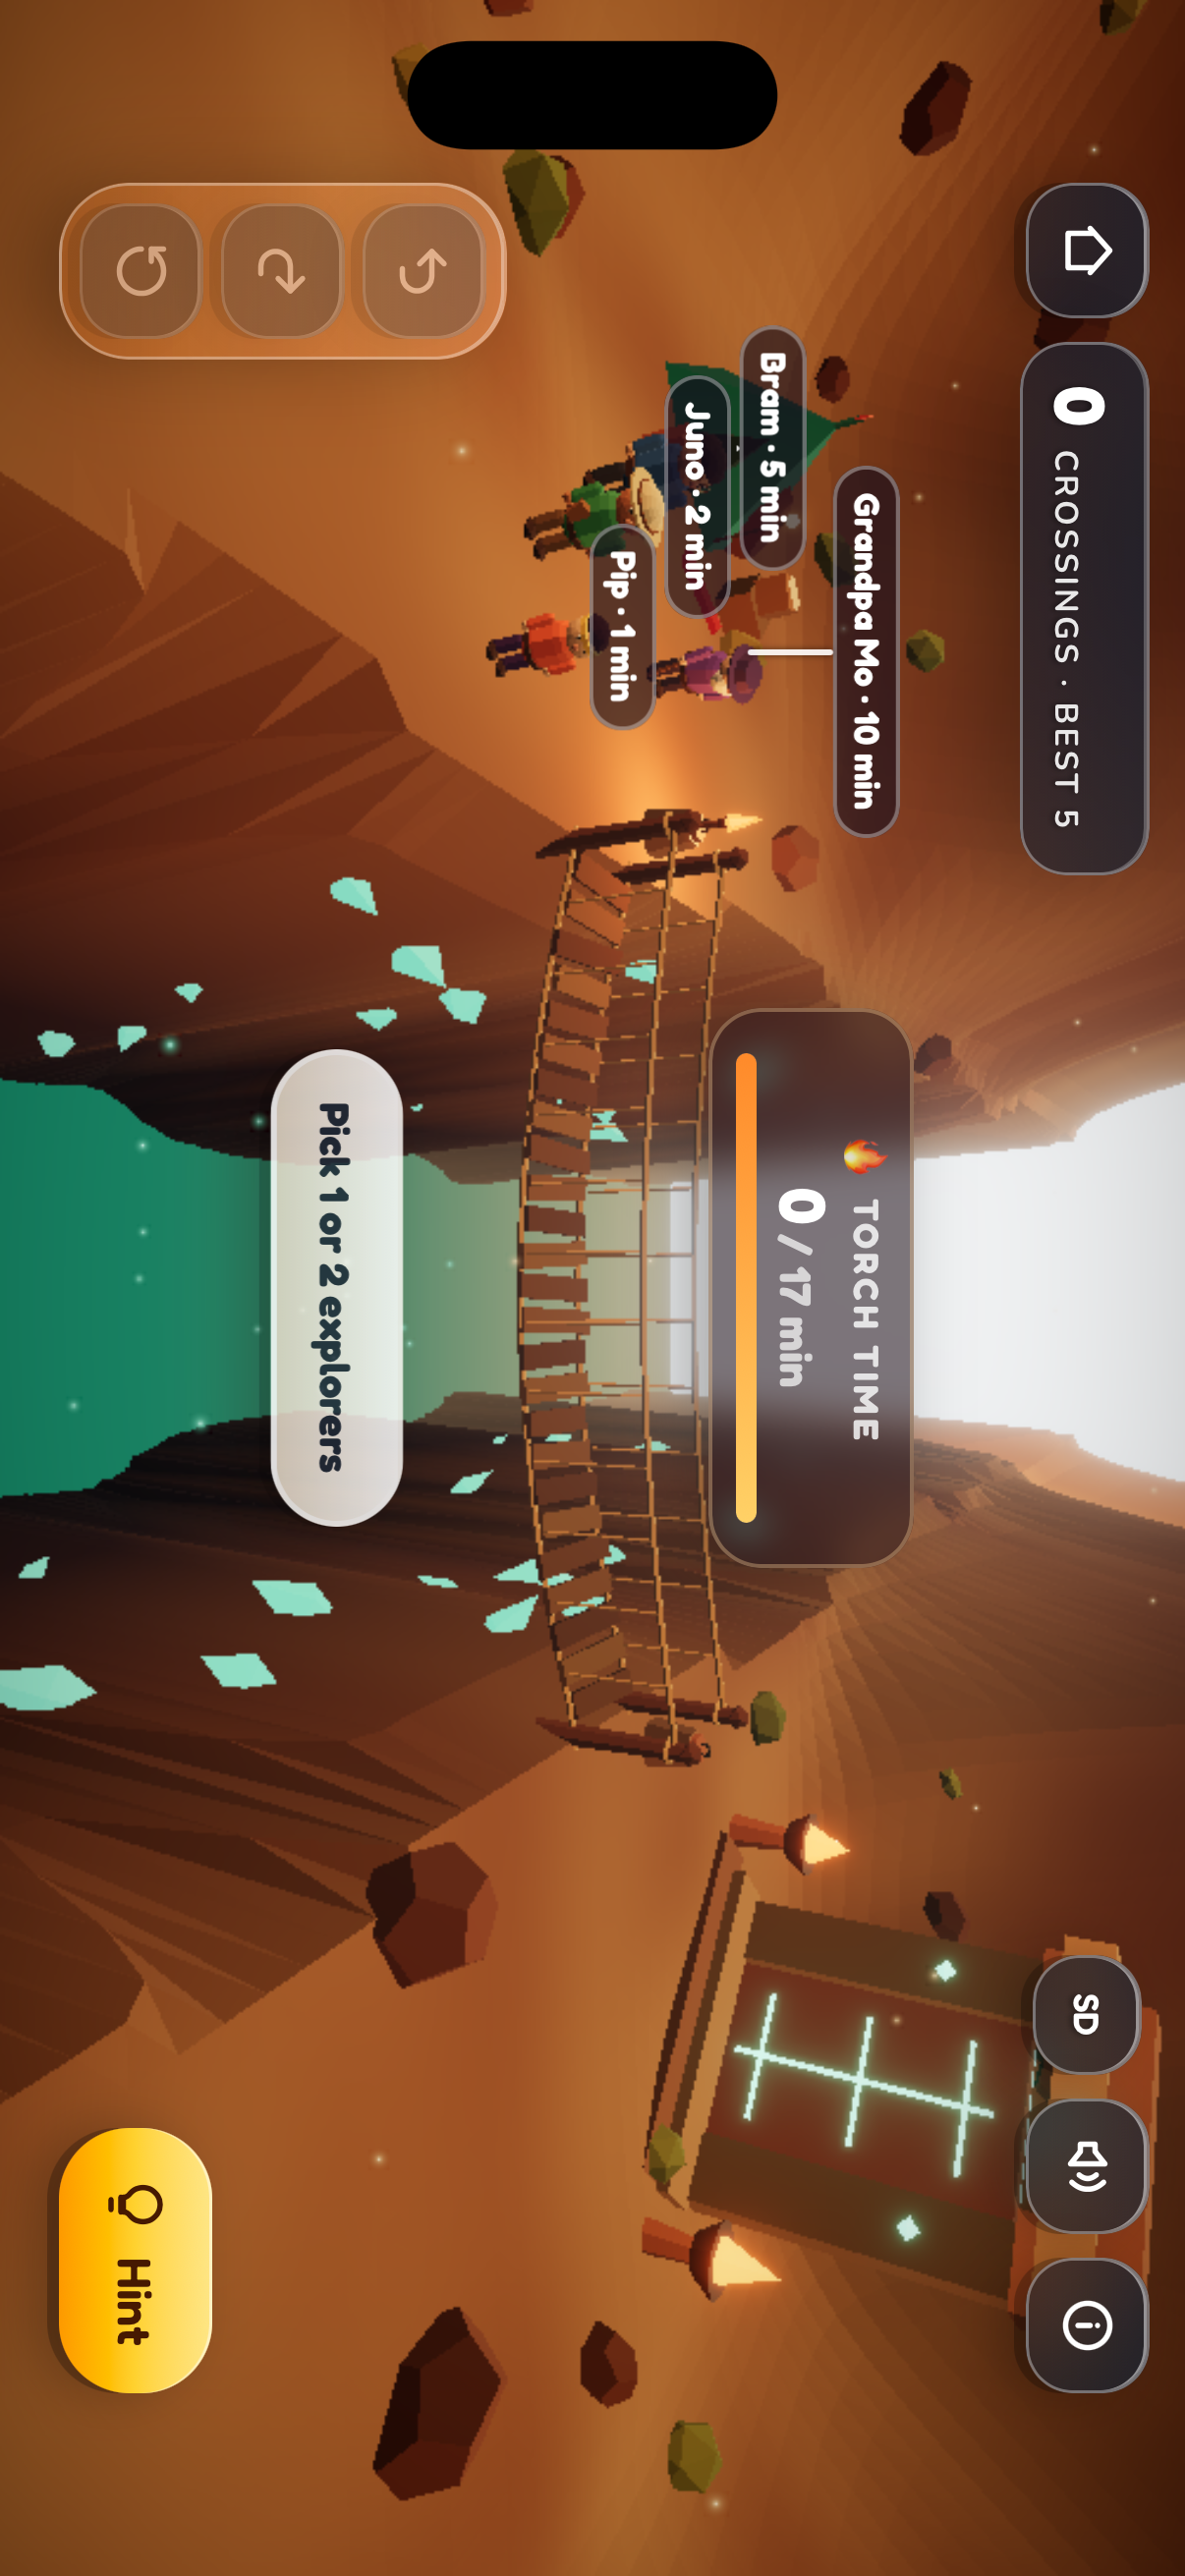 0 CROSSINGS · BEST 5
SD
Grandpa Mo · 10 min
Bram · 5 min
Juno · 2 min
Pip · 1 min
🔥 TORCH TIME
0 / 17 min
Pick 1 or 2 explorers
Hint